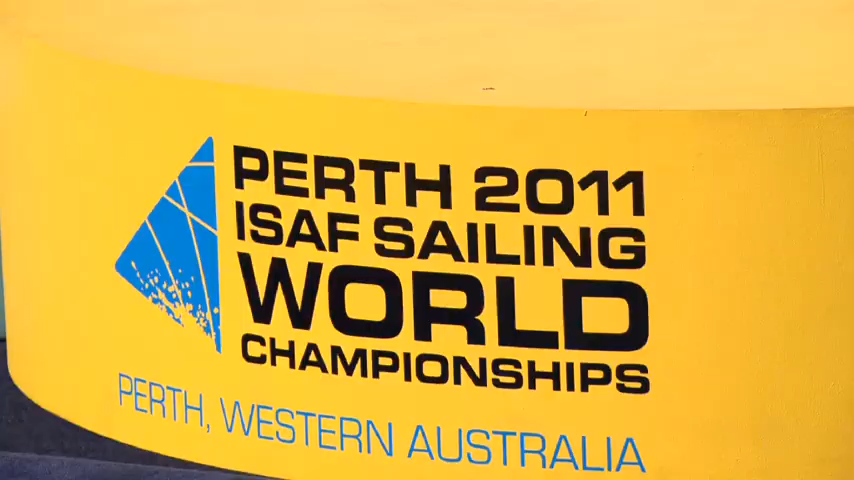 PERTH 2011
ISAF SAILING
WORLD
CHAMPIONSHIPS
PERTH, WESTERN AUSTRALIA